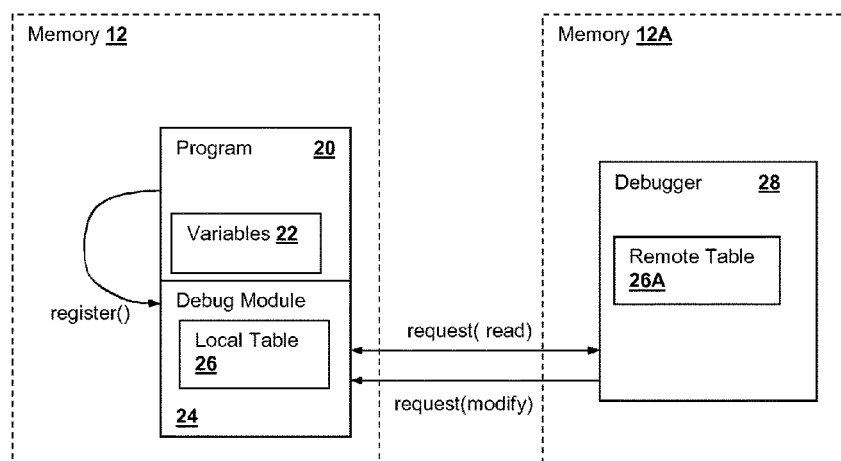 Memory 12
Memory 12A
Program 20
Variables 22
register()
Debug Module
Local Table
26
24
request( read)
request(modify)
Debugger 28
Remote Table
26A